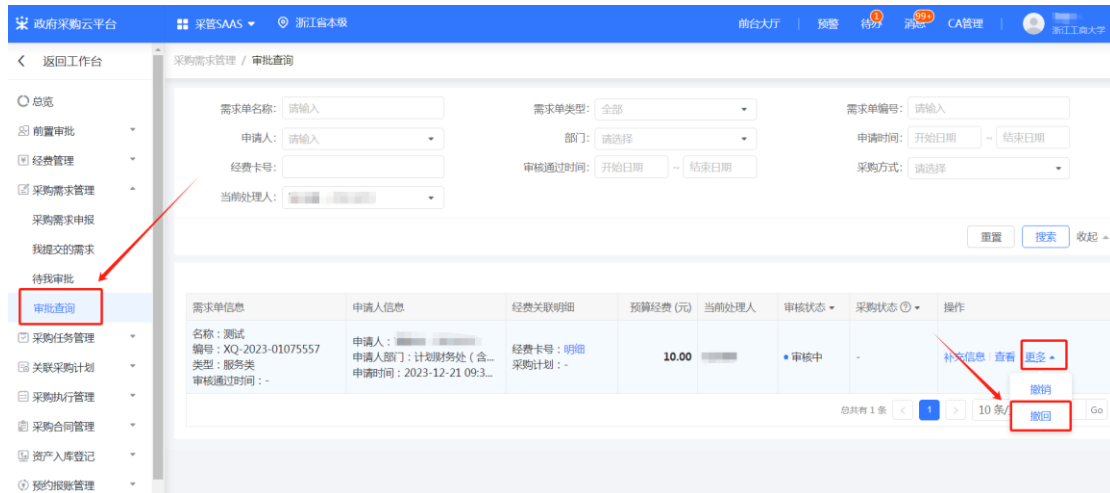 政府采购云平台
采管SAAS
浙江省本级
前台大厅
预警
待办
1
消息
99+
CA管理
浙江工商大学
返回工作台
采购需求管理 / 审批查询
总览
前置审批
经费管理
采购需求管理
采购需求申报
我提交的需求
待我审批
审批查询
采购任务管理
关联采购计划
采购执行管理
采购合同管理
资产入库登记
预约报账管理
需求单名称: 请输入
需求单类型: 全部
需求单编号: 请输入
申请人: 请输入
部门: 请选择
申请时间: 开始日期 ~ 结束日期
经费卡号:
审核通过时间: 开始日期 ~ 结束日期
采购方式: 请选择
当前处理人:
重置
搜索
收起
需求单信息
申请人信息
经费关联明细
预算经费 (元)
当前处理人
审核状态
采购状态
操作
名称：测试
编号：XQ-2023-01075557
类型：服务类
审核通过时间：-
申请人：
申请人部门：计划财务处（含...
申请时间：2023-12-21 09:3...
经费卡号：明细
采购计划：-
10.00
审核中
-
补充信息
查看
更多
撤销
撤回
总共有 1 条
1
10 条/
Go